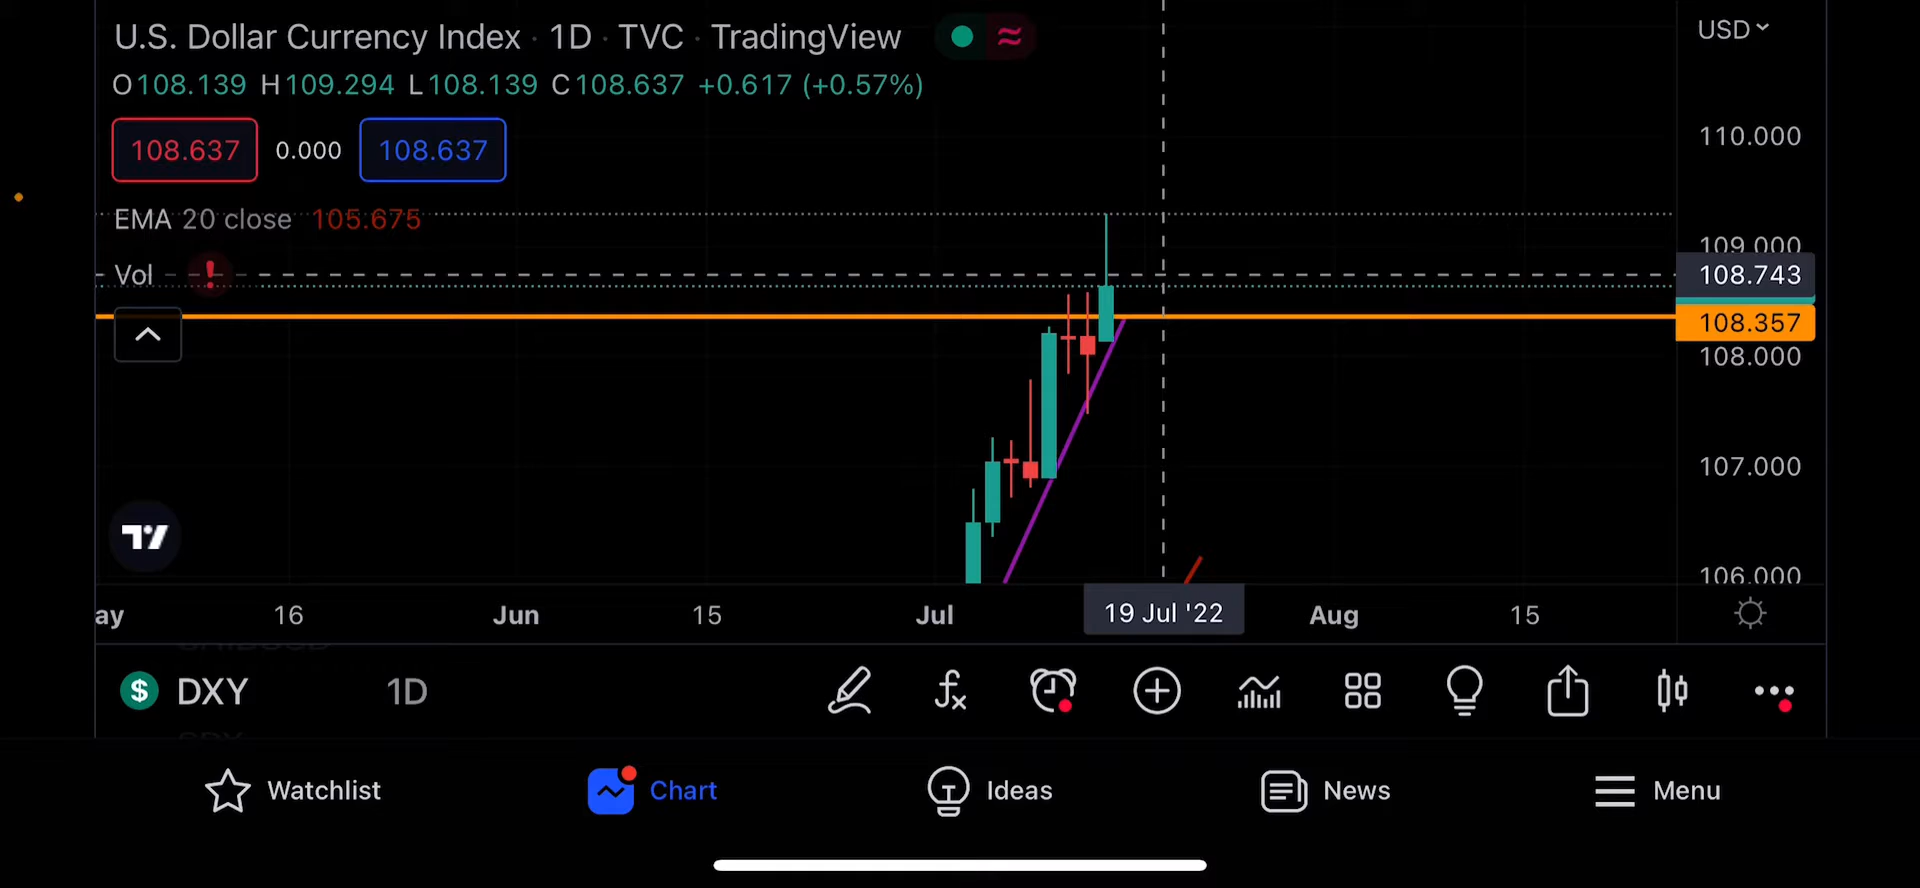 U.S. Dollar Currency Index · 1D · TVC · TradingView
USD
O108.139 H109.294 L108.139 C108.637 +0.617 (+0.57%)
108.637 0.000 108.637
110.000
EMA 20 close 105.675
109.000
Vol
108.743
108.357
108.000
107.000
106.000
ay 16 Jun 15 Jul 19 Jul '22 Aug 15
DXY 1D
Watchlist Chart Ideas News Menu